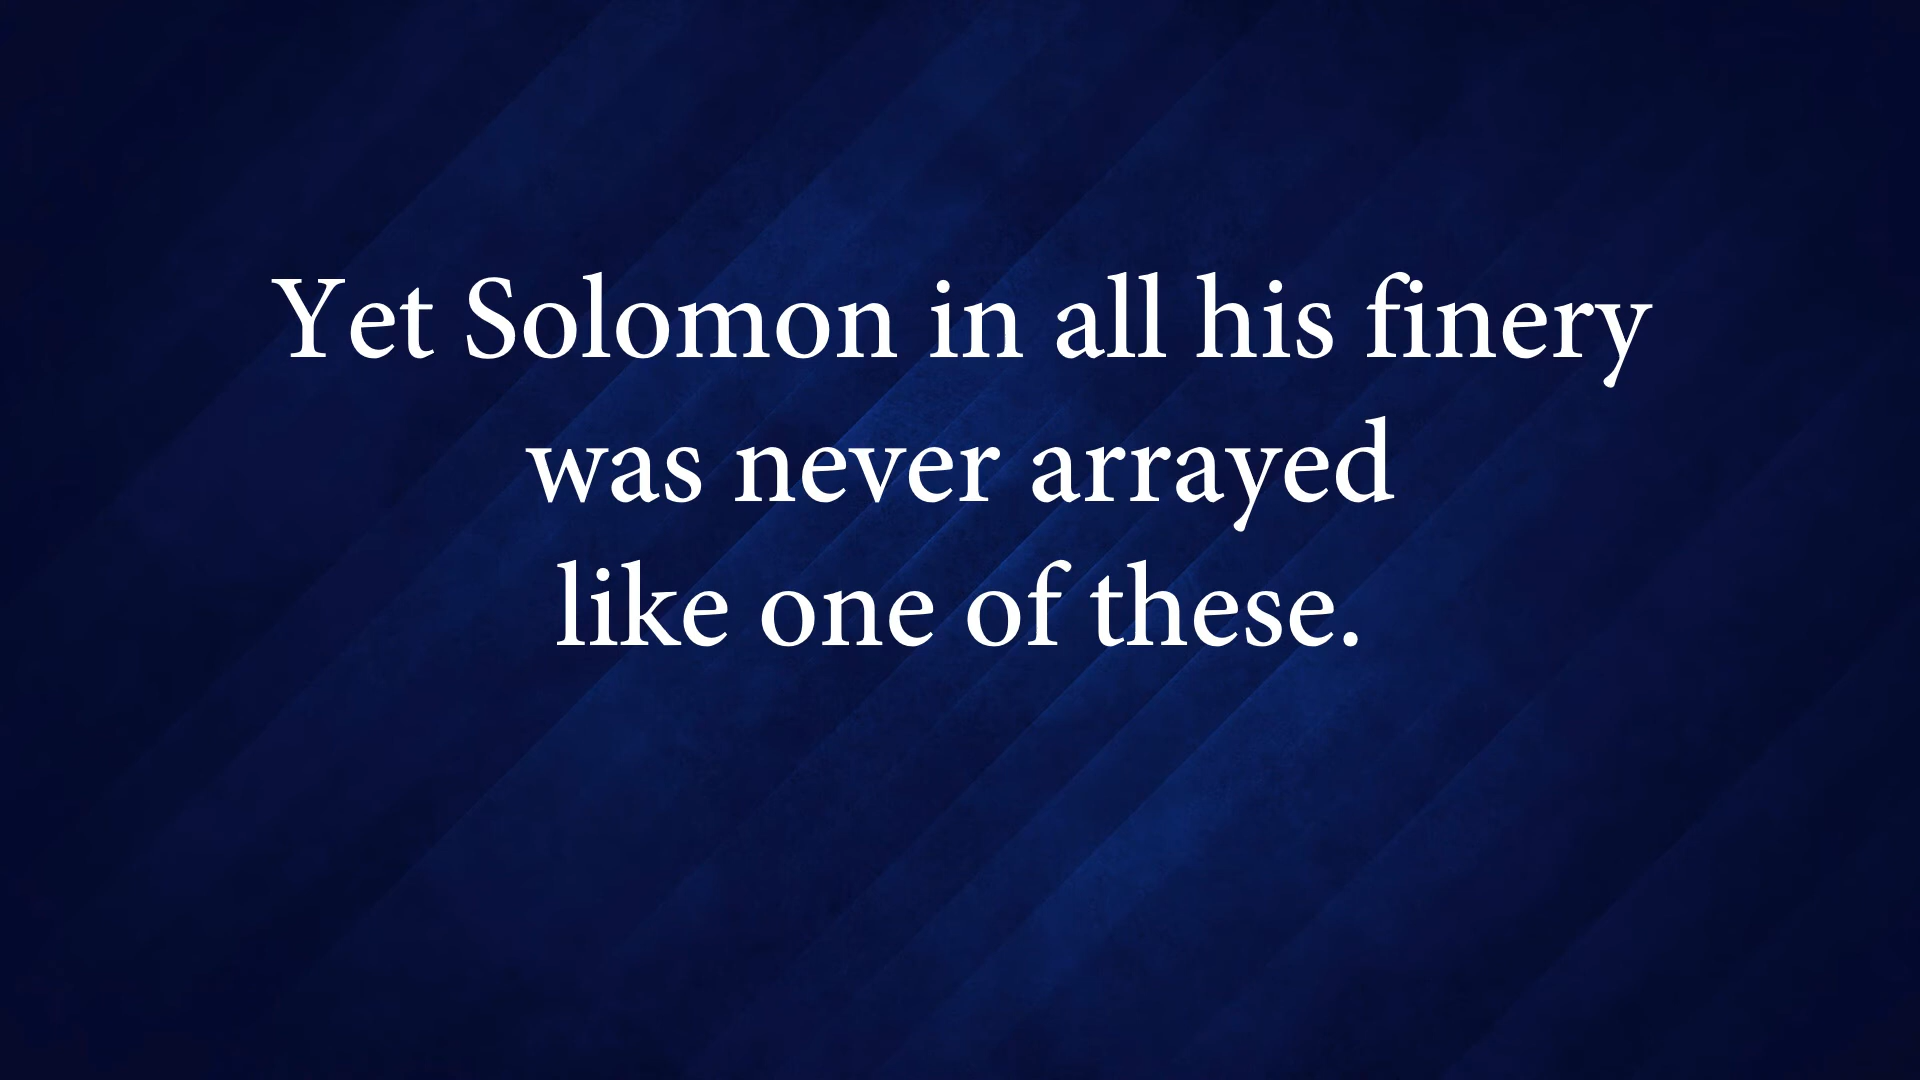 Yet Solomon in all his finery
was never arrayed
like one of these.